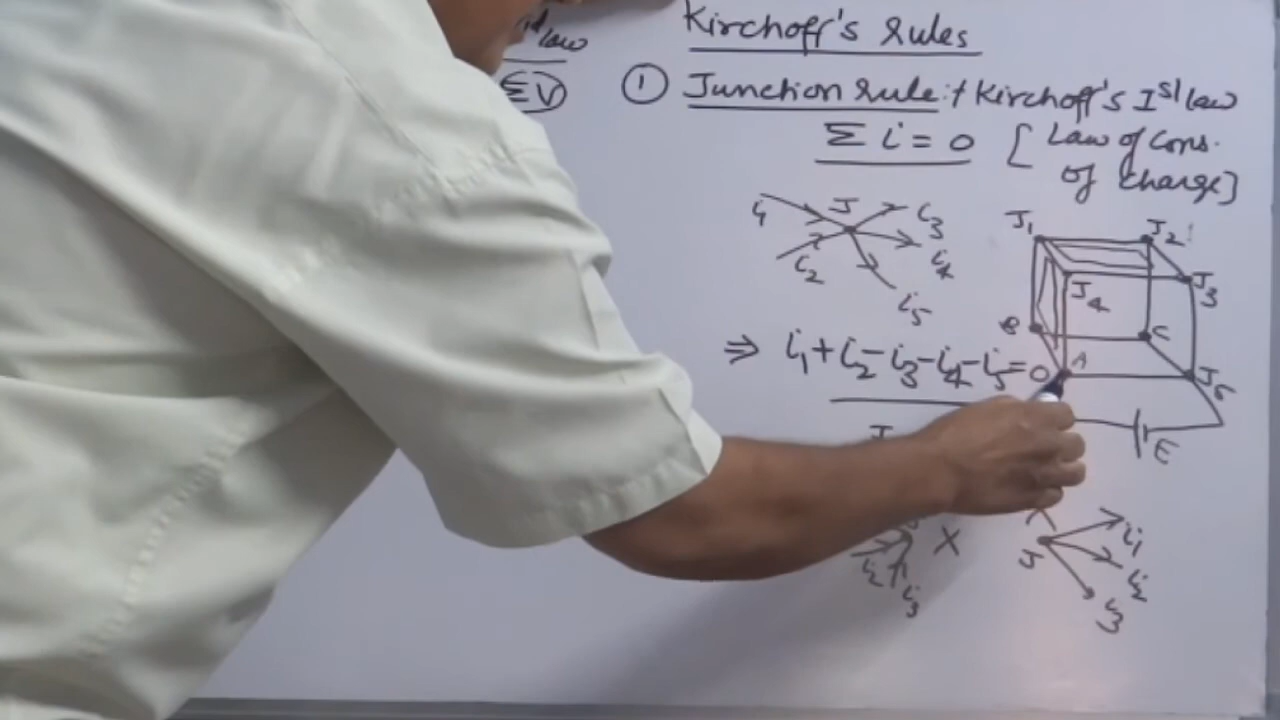 Kirchoff's rules
law
ΣV
① Junction rule :+ Kirchoff's Ist law
Σ i = 0 [ Law of Cons.
of charge]
i1 J i3
i2 i4
i5
J1 J2
J4 J3
B C
A J6
⇒ i1 + i2 - i3 - i4 - i5 = 0
E
J
i2 X
i3
J i1
i2
i3